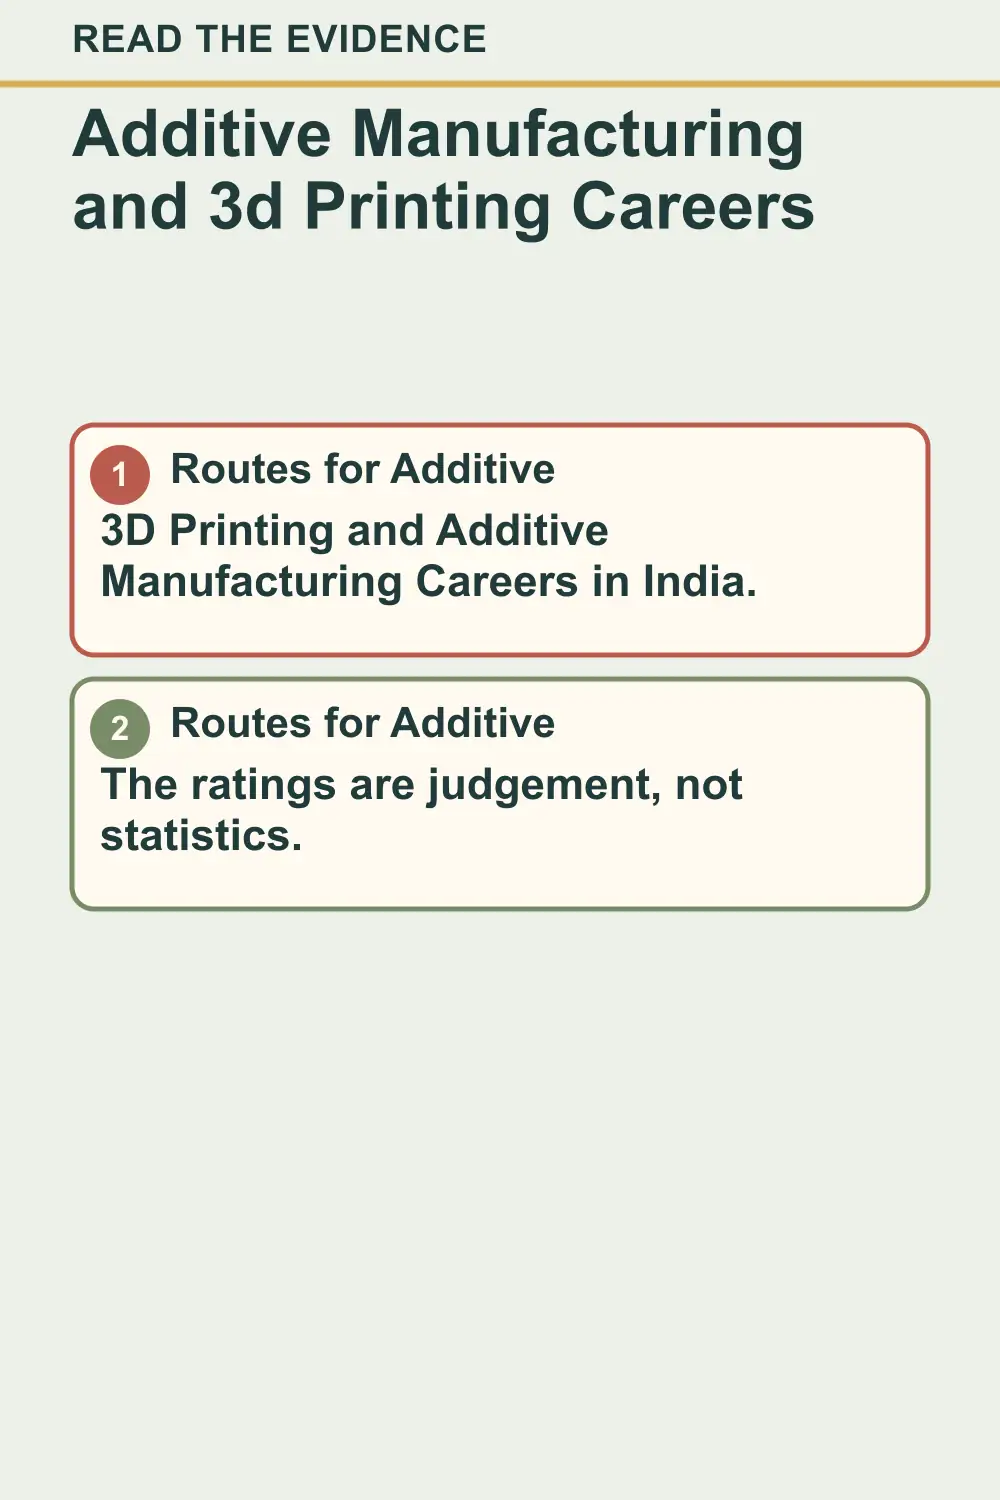 READ THE EVIDENCE
Additive Manufacturing
and 3d Printing Careers
1 Routes for Additive
3D Printing and Additive
Manufacturing Careers in India.
2 Routes for Additive
The ratings are judgement, not
statistics.